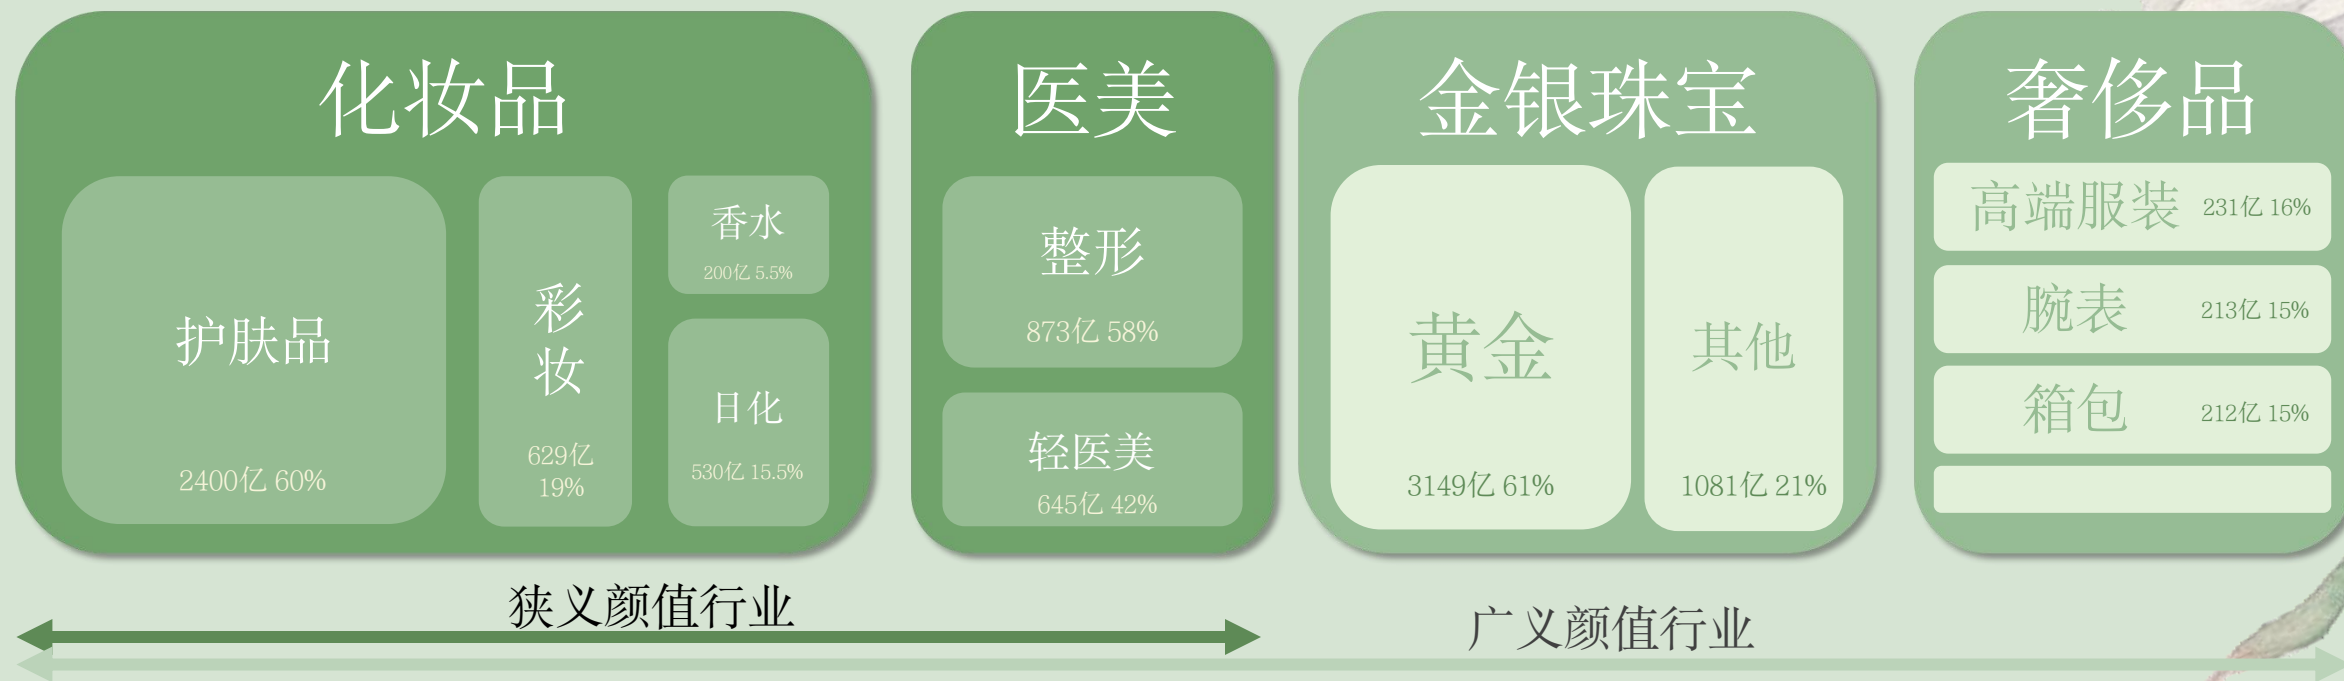 化妆品
护肤品
2400亿 60%
彩
妆
629亿
19%
香水
200亿 5.5%
日化
530亿 15.5%
医美
整形
873亿 58%
轻医美
645亿 42%
金银珠宝
黄金
3149亿 61%
其他
1081亿 21%
奢侈品
高端服装 231亿 16%
腕表 213亿 15%
箱包 212亿 15%
狭义颜值行业
广义颜值行业